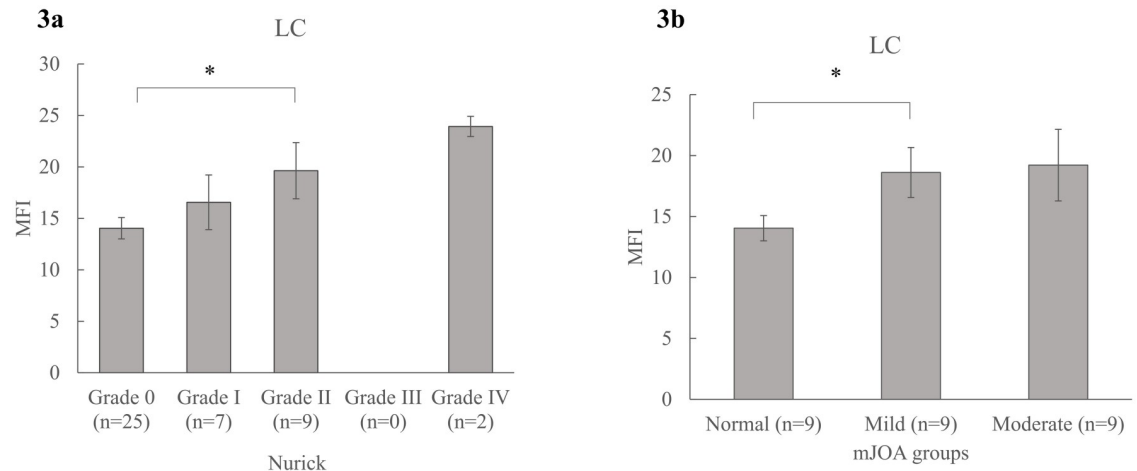 3a
LC
*
30
25
20
15
10
5
0
MFI
Grade 0 Grade I Grade II Grade III Grade IV
(n=25) (n=7) (n=9) (n=0) (n=2)
Nurick
3b
LC
*
25
20
15
10
5
0
MFI
Normal (n=9) Mild (n=9) Moderate (n=9)
mJOA groups